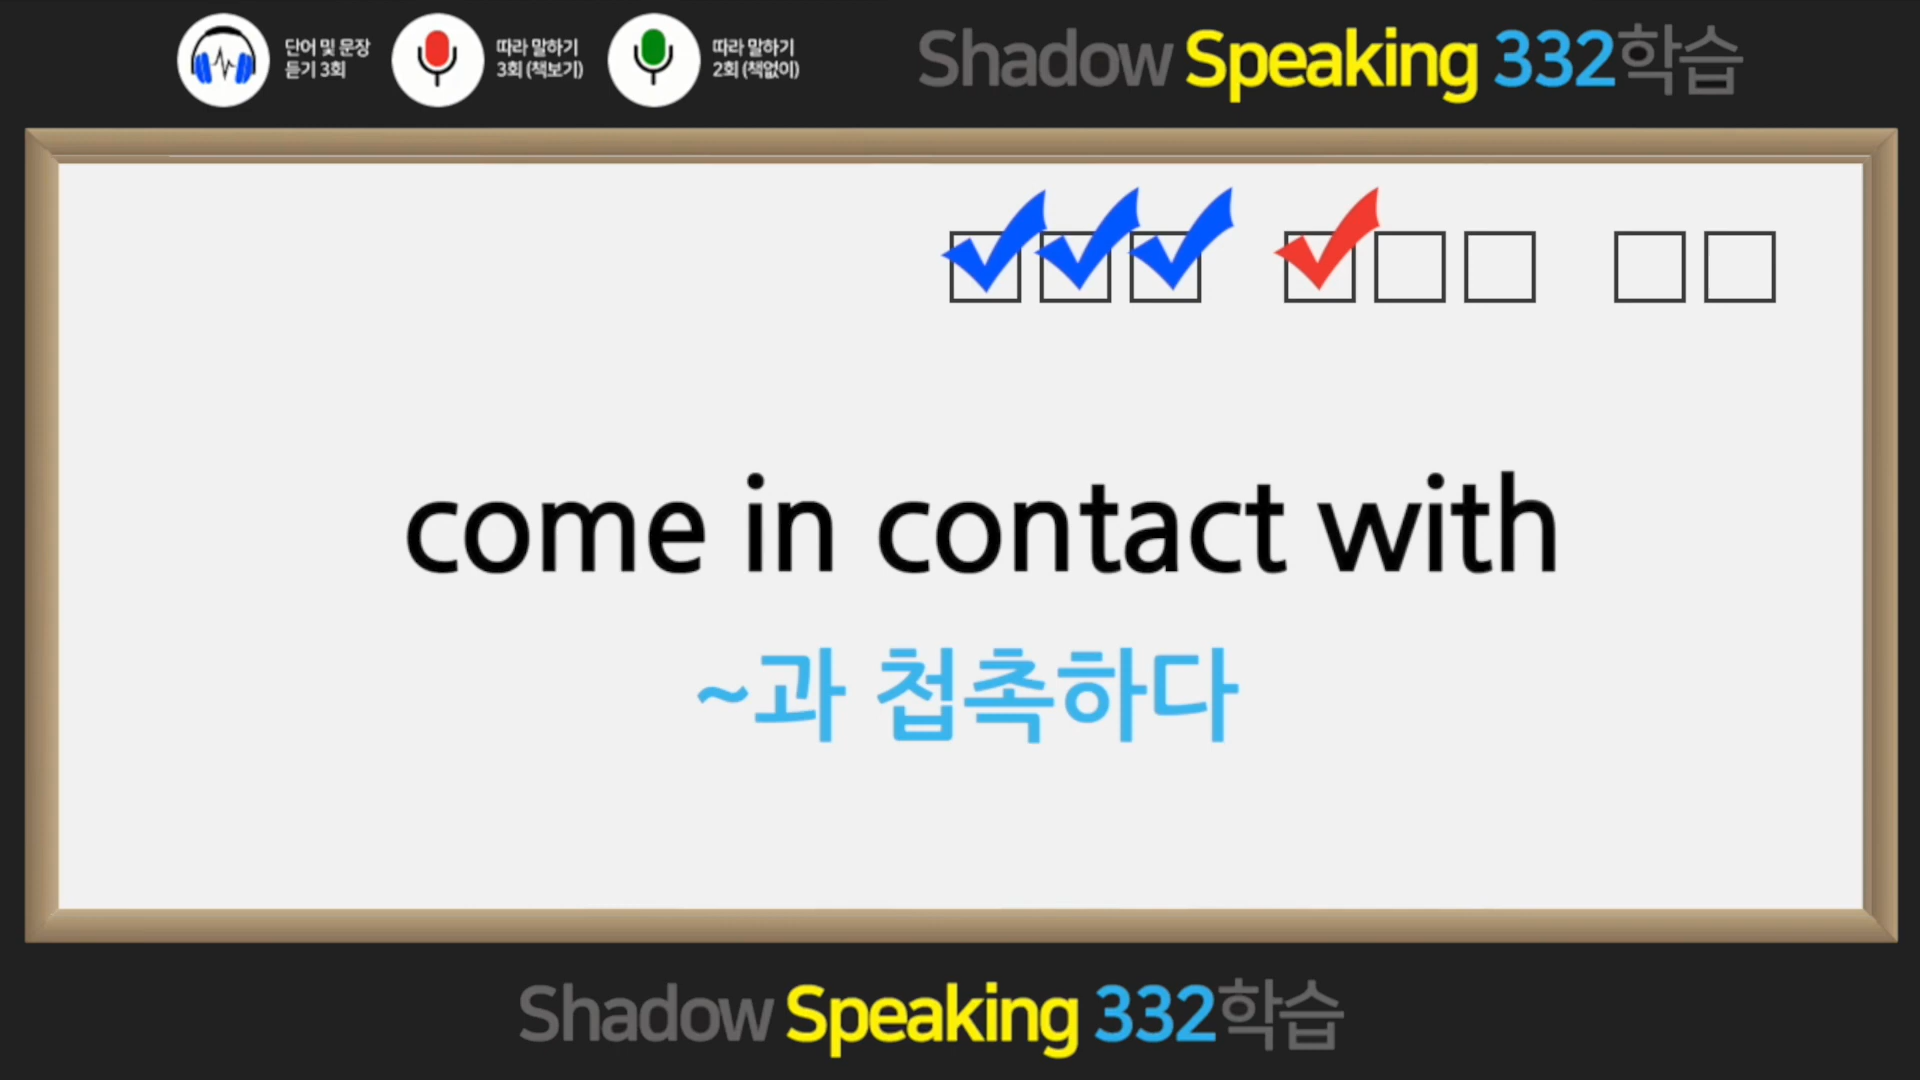 단어 및 문장
듣기 3회
따라 말하기
3회 (책보기)
따라 말하기
2회 (책없이)
Shadow Speaking 332학습
come in contact with
~과 접촉하다
Shadow Speaking 332학습